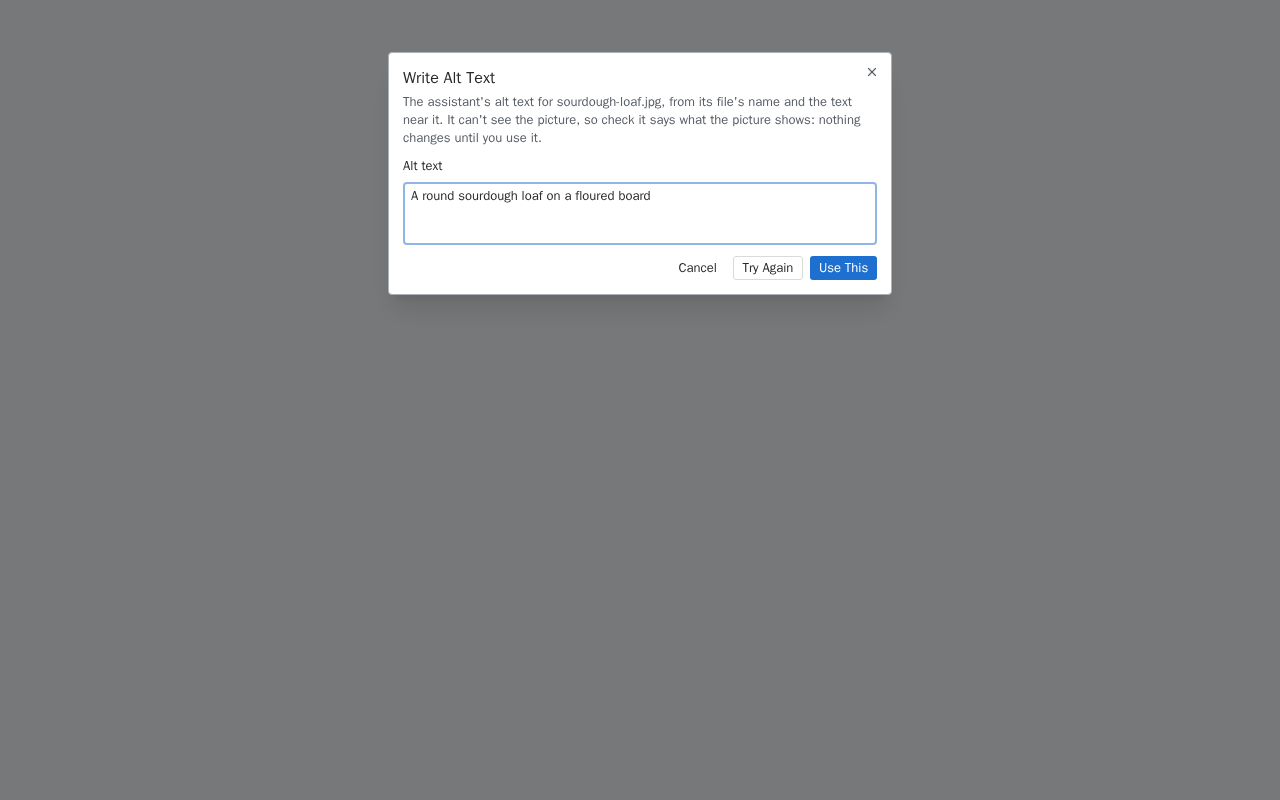 Write Alt Text
The assistant's alt text for sourdough-loaf.jpg, from its file's name and the text
near it. It can't see the picture, so check it says what the picture shows: nothing
changes until you use it.
Alt text
A round sourdough loaf on a floured board
Cancel
Try Again
Use This